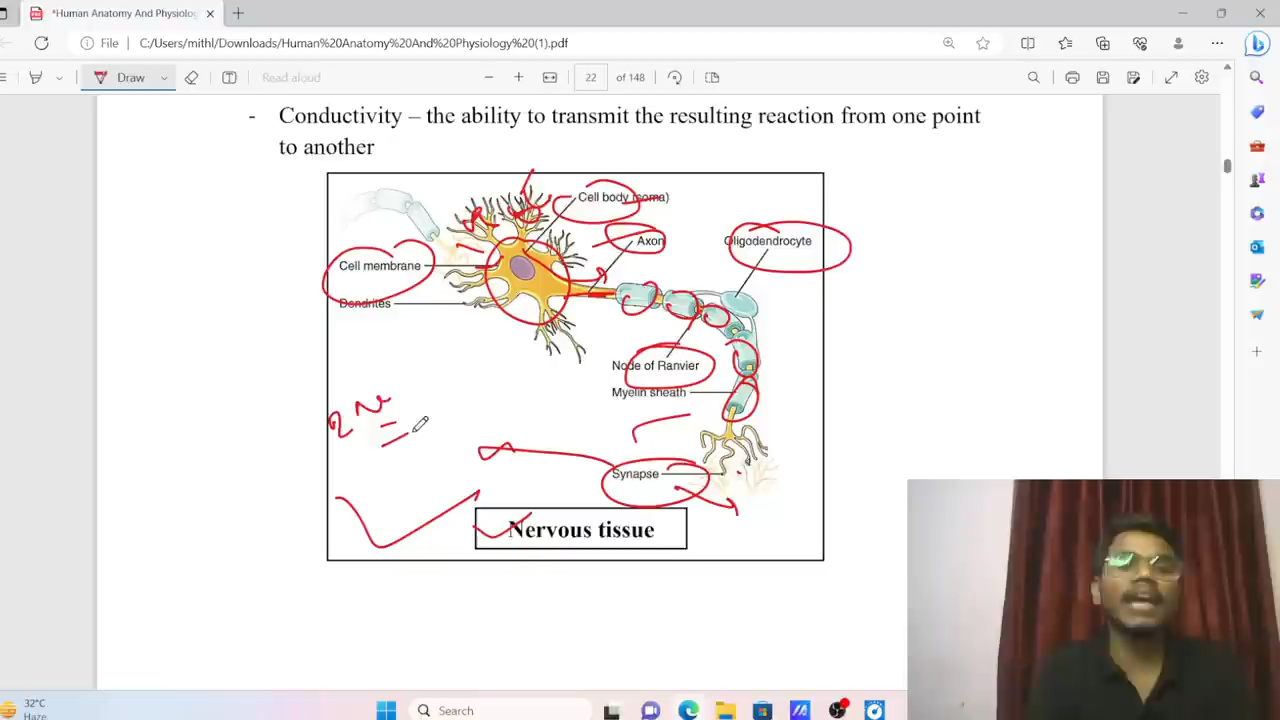 *Human Anatomy And Physiolog
File C:/Users/mithl/Downloads/Human%20Anatomy%20And%20Physiology%20(1).pdf
Draw Read aloud 22 of 148
- Conductivity – the ability to transmit the resulting reaction from one point
to another
Cell body (soma)
Axon
Oligodendrocyte
Cell membrane
Dendrites
Node of Ranvier
Myelin sheath
Synapse
Nervous tissue
32°C
Haze
Search